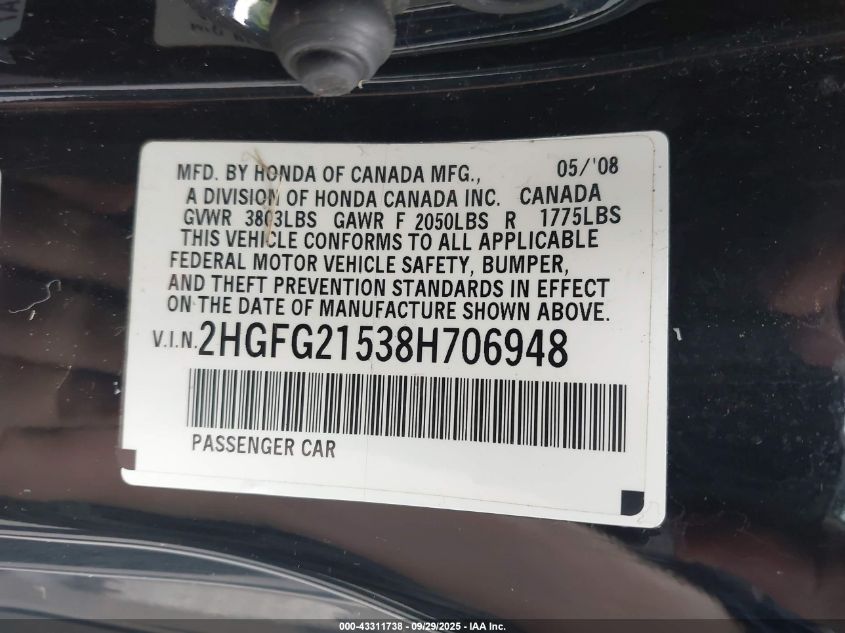 MFD. BY HONDA OF CANADA MFG., 05/'08
A DIVISION OF HONDA CANADA INC. CANADA
GVWR 3803LBS GAWR F 2050LBS R 1775LBS
THIS VEHICLE CONFORMS TO ALL APPLICABLE
FEDERAL MOTOR VEHICLE SAFETY, BUMPER,
AND THEFT PREVENTION STANDARDS IN EFFECT
ON THE DATE OF MANUFACTURE SHOWN ABOVE.
V.I.N. 2HGFG21538H706948
PASSENGER CAR
000-43311738 - 09/29/2025 - IAA Inc.